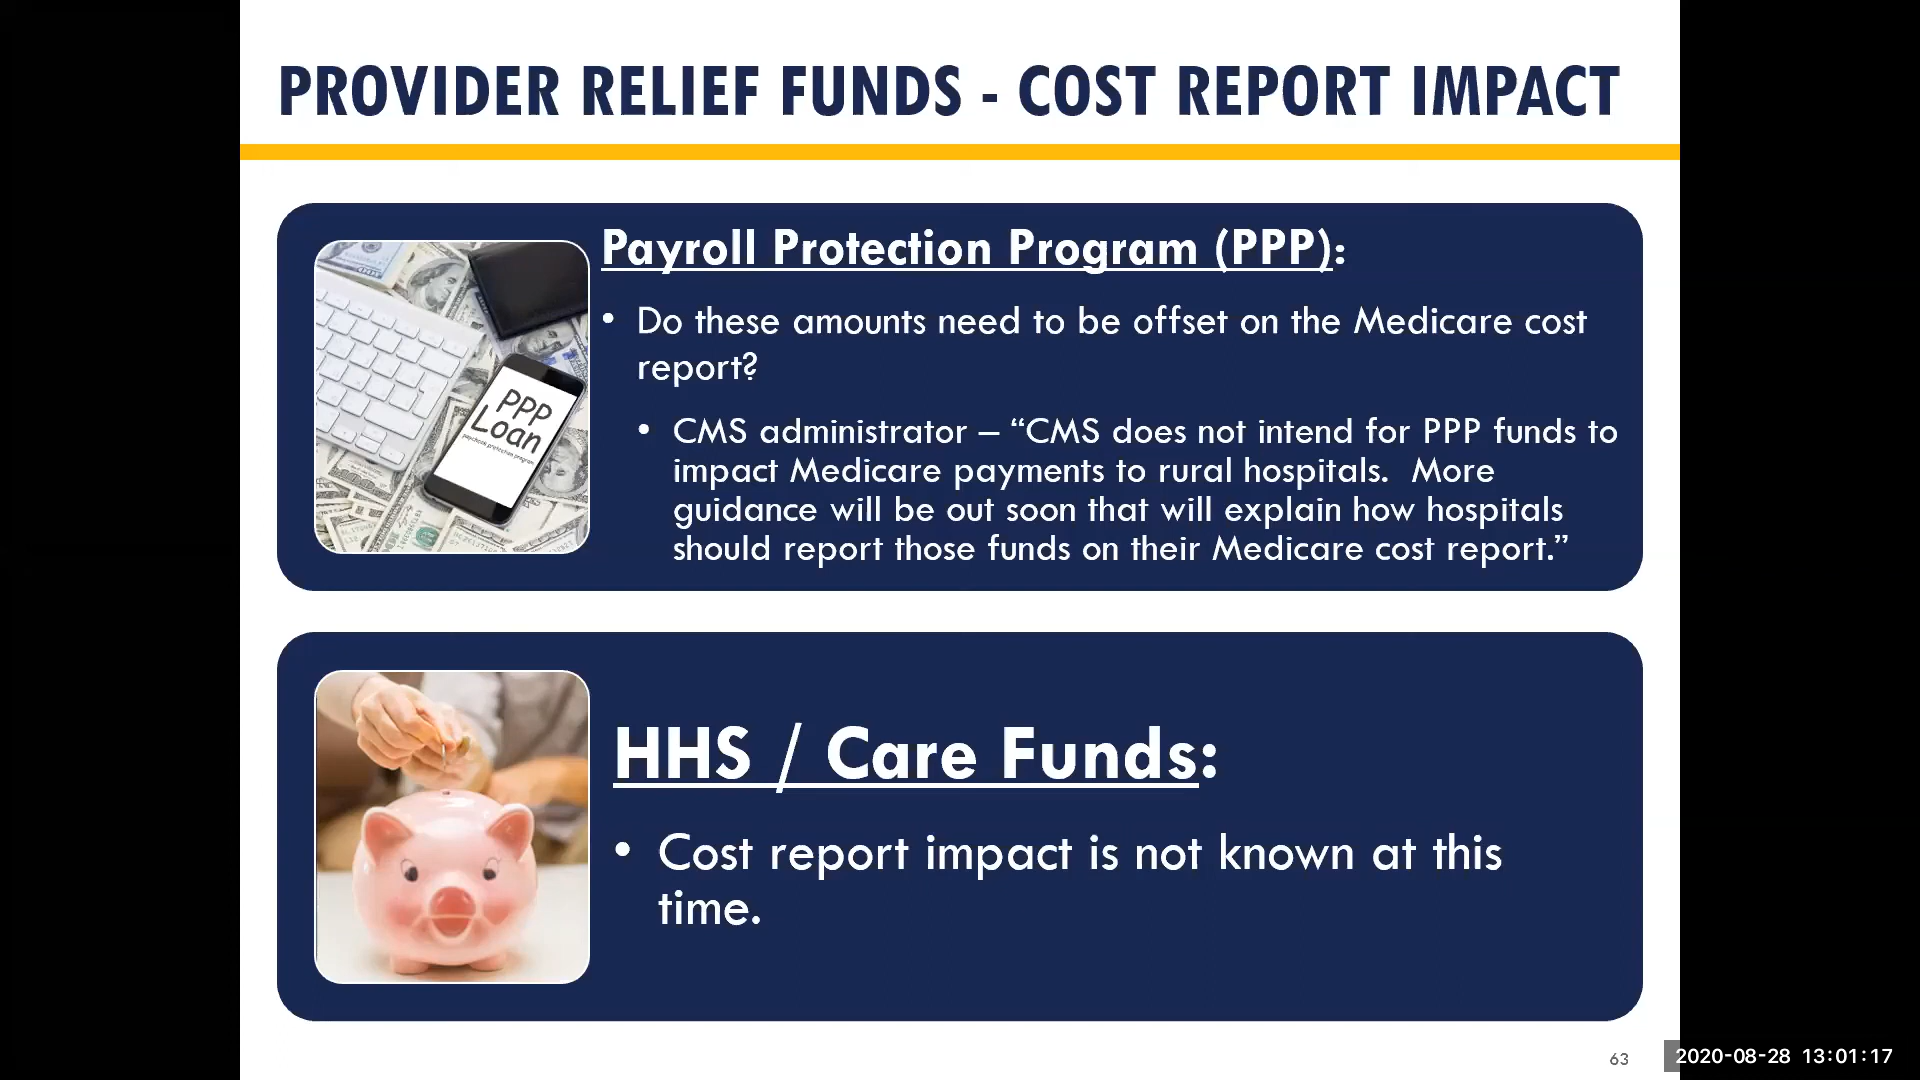 PROVIDER RELIEF FUNDS - COST REPORT IMPACT
Payroll Protection Program (PPP):
• Do these amounts need to be offset on the Medicare cost
report?
• CMS administrator – “CMS does not intend for PPP funds to
impact Medicare payments to rural hospitals.  More
guidance will be out soon that will explain how hospitals
should report those funds on their Medicare cost report.”
PPP
Loan
paycheck protection program
HHS / Care Funds:
• Cost report impact is not known at this
time.
63
2020-08-28 13:01:17